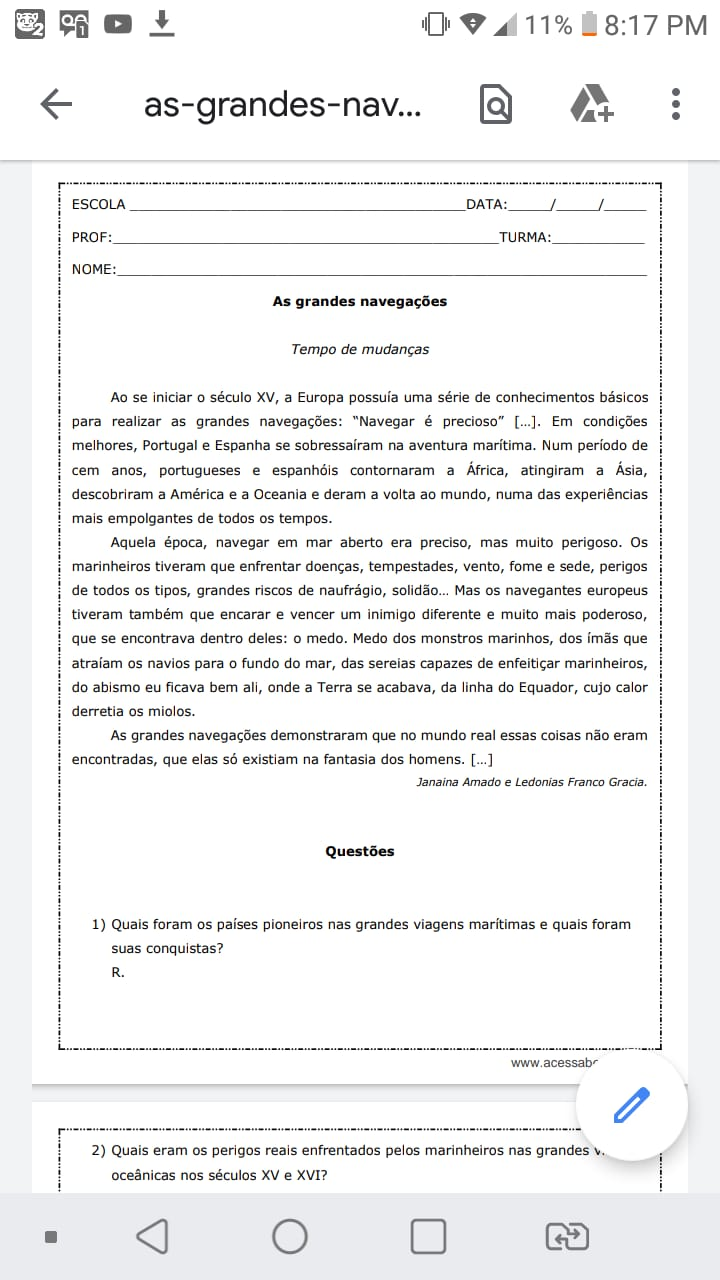 11% 8:17 PM
as-grandes-nav...
ESCOLA ________________________________________DATA:_____/_____/_____
PROF:______________________________________________TURMA:___________
NOME:_______________________________________________________________
As grandes navegações
Tempo de mudanças
Ao se iniciar o século XV, a Europa possuía uma série de conhecimentos básicos
para realizar as grandes navegações: “Navegar é precioso” [...]. Em condições
melhores, Portugal e Espanha se sobressaíram na aventura marítima. Num período de
cem anos, portugueses e espanhóis contornaram a África, atingiram a Ásia,
descobriram a América e a Oceania e deram a volta ao mundo, numa das experiências
mais empolgantes de todos os tempos.
Aquela época, navegar em mar aberto era preciso, mas muito perigoso. Os
marinheiros tiveram que enfrentar doenças, tempestades, vento, fome e sede, perigos
de todos os tipos, grandes riscos de naufrágio, solidão... Mas os navegantes europeus
tiveram também que encarar e vencer um inimigo diferente e muito mais poderoso,
que se encontrava dentro deles: o medo. Medo dos monstros marinhos, dos ímãs que
atraíam os navios para o fundo do mar, das sereias capazes de enfeitiçar marinheiros,
do abismo eu ficava bem ali, onde a Terra se acabava, da linha do Equador, cujo calor
derretia os miolos.
As grandes navegações demonstraram que no mundo real essas coisas não eram
encontradas, que elas só existiam na fantasia dos homens. [...]
Janaina Amado e Ledonias Franco Gracia.
Questões
1) Quais foram os países pioneiros nas grandes viagens marítimas e quais foram
suas conquistas?
R.
2) Quais eram os perigos reais enfrentados pelos marinheiros nas grandes
oceânicas nos séculos XV e XVI?